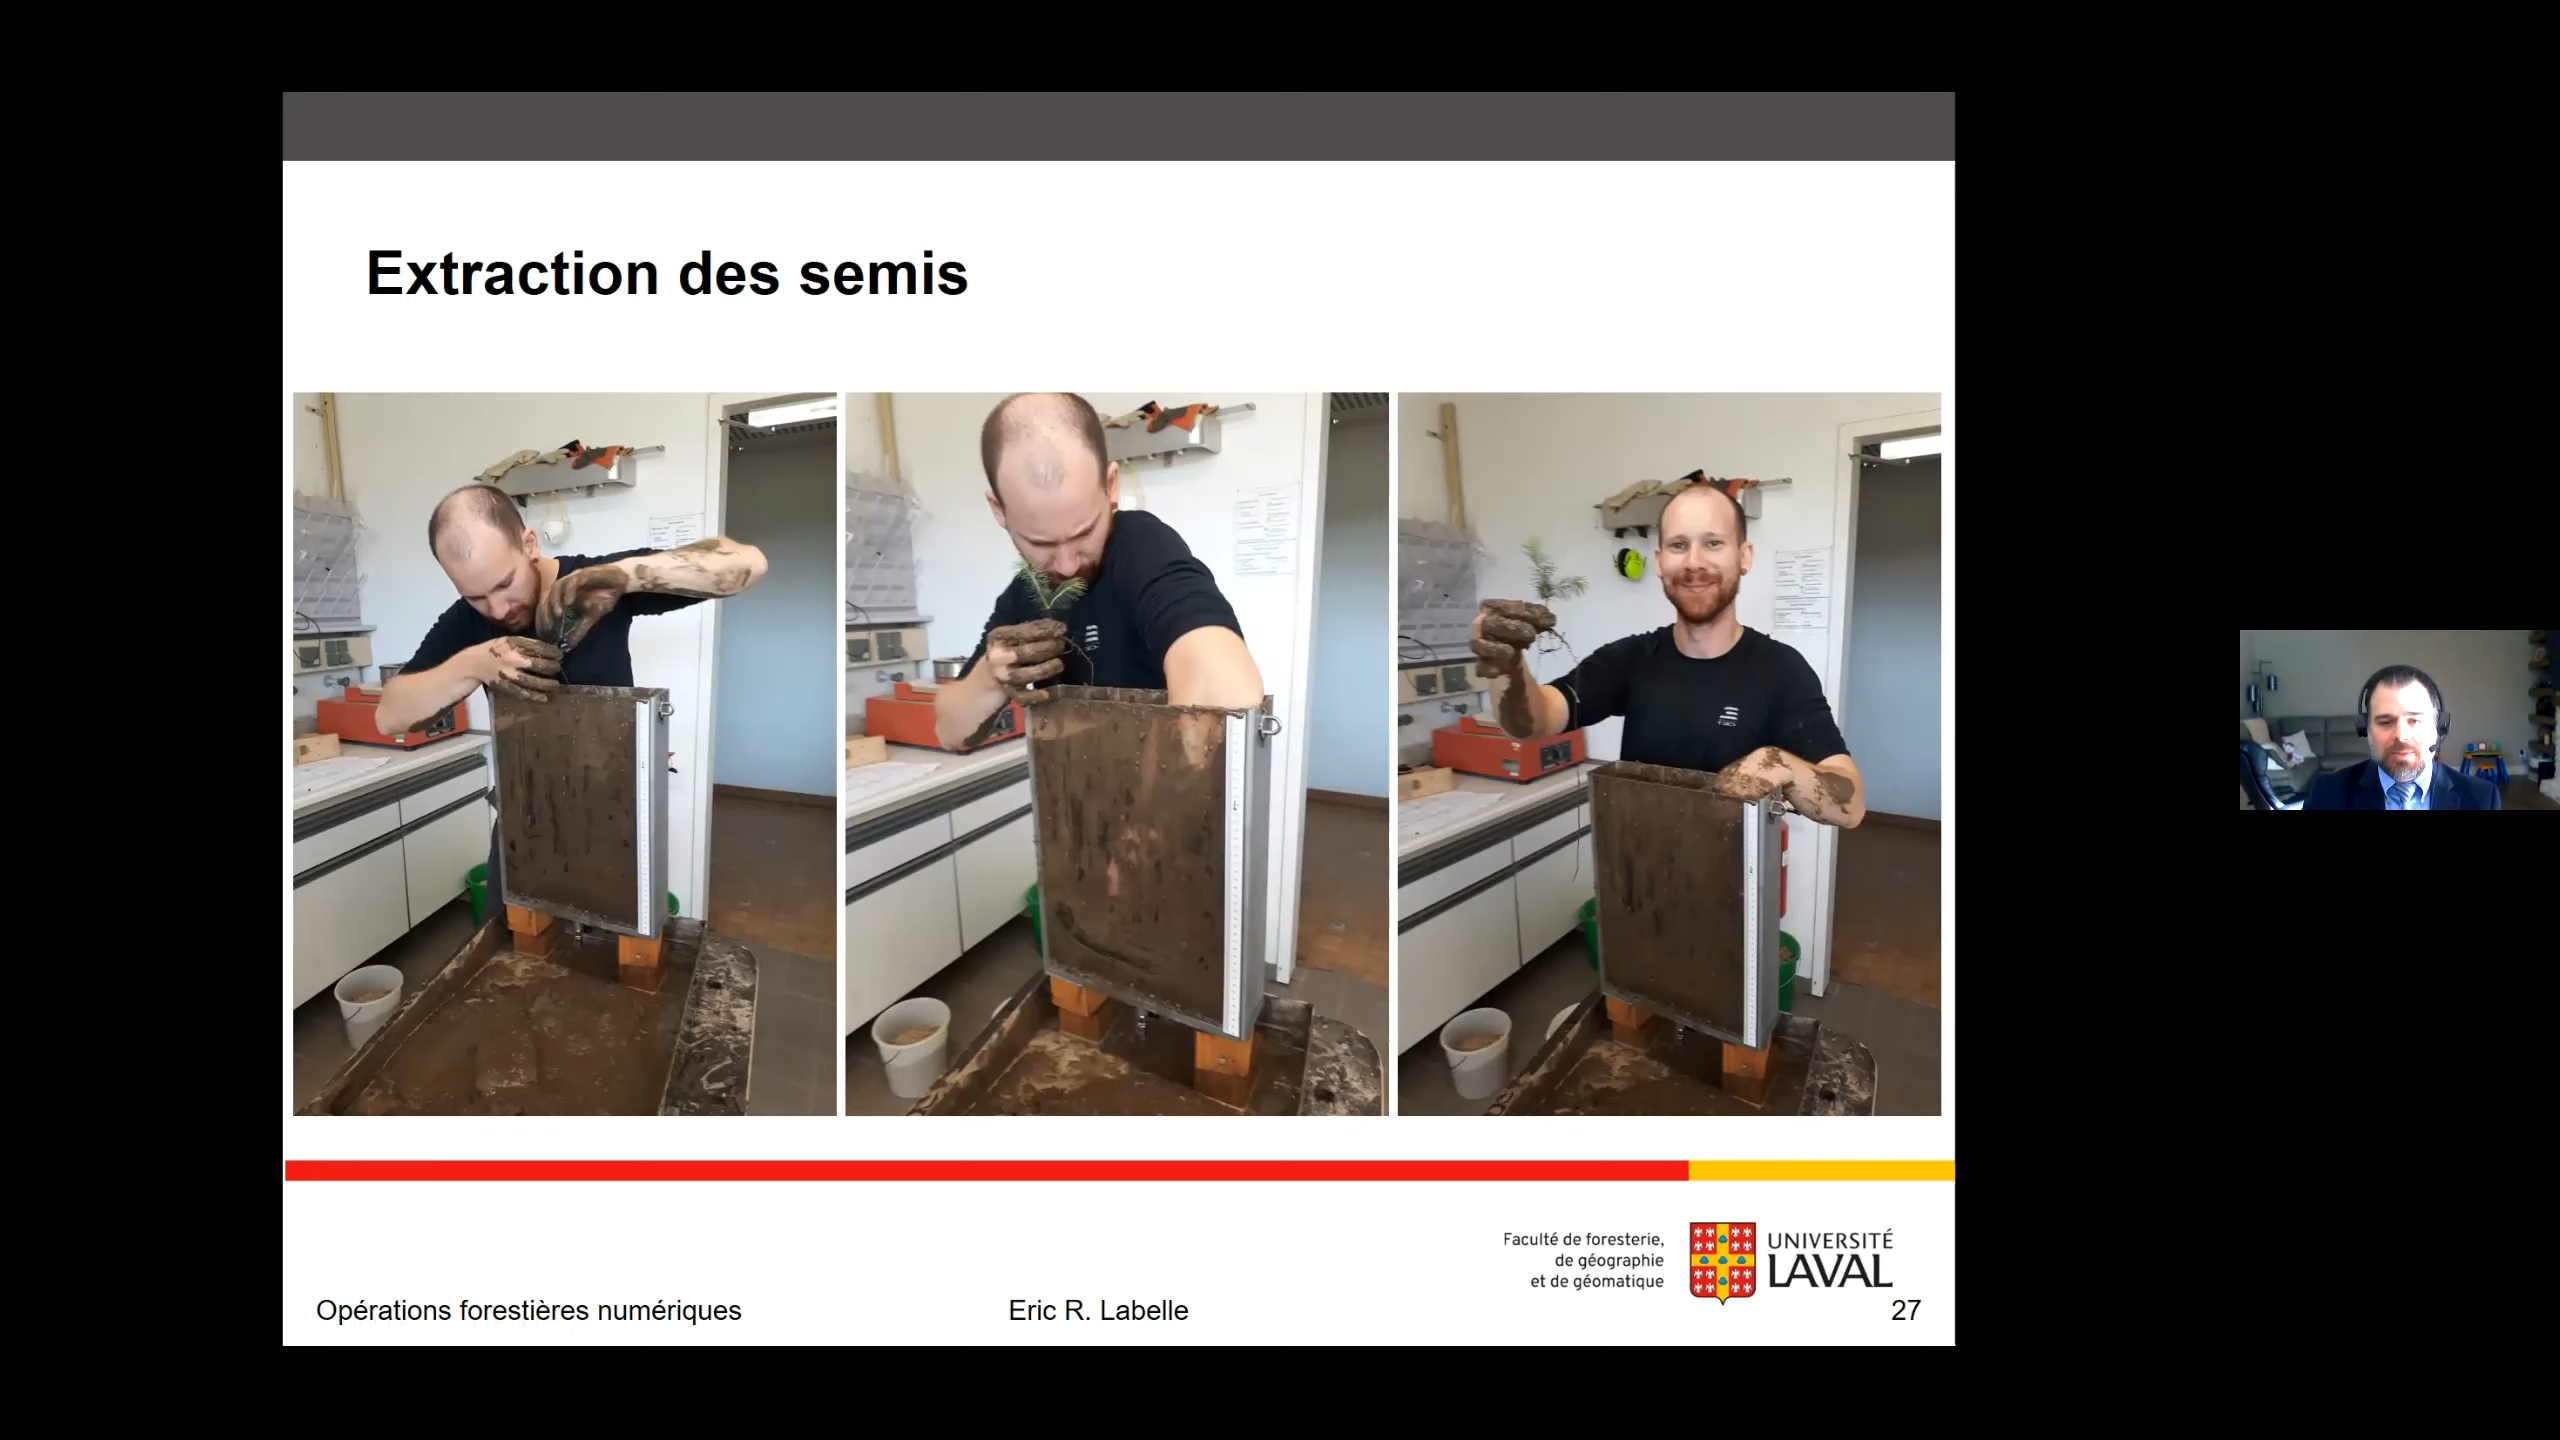 Extraction des semis
Faculté de foresterie,
de géographie
et de géomatique
UNIVERSITÉ
LAVAL
Opérations forestières numériques
Eric R. Labelle
27